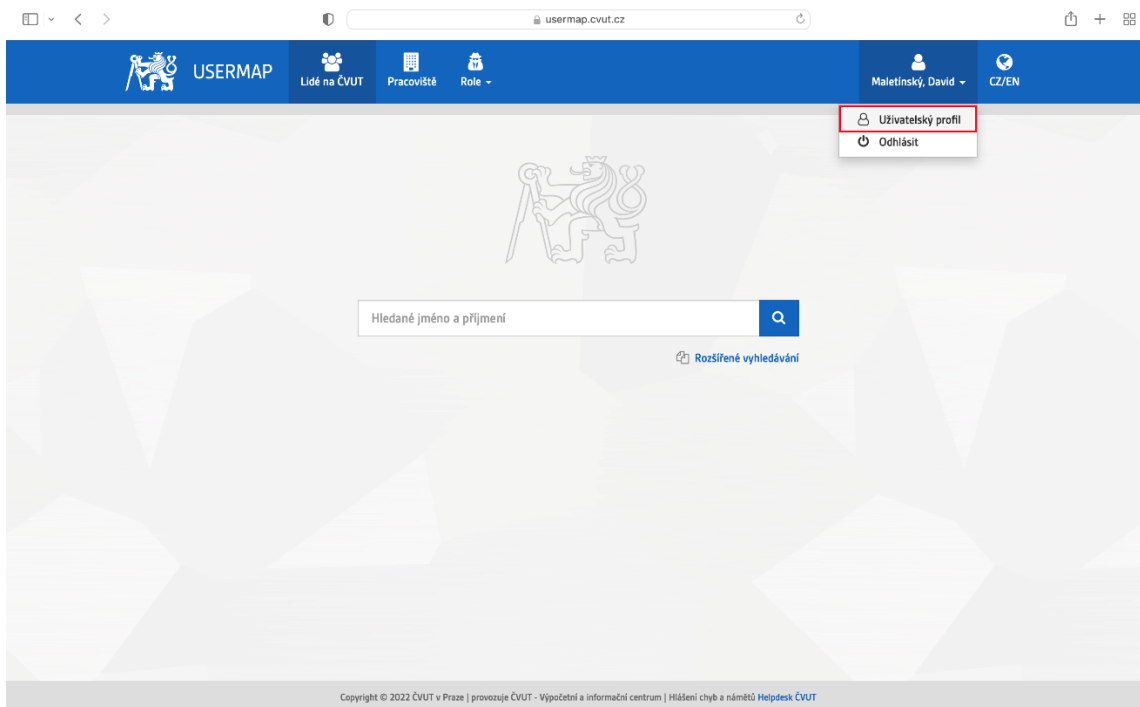 usermap.cvut.cz
USERMAP
Lidé na ČVUT
Pracoviště
Role
Maletínský, David
CZ/EN
Uživatelský profil
Odhlásit
Hledané jméno a příjmení
Rozšířené vyhledávání
Copyright © 2022 ČVUT v Praze | provozuje ČVUT - Výpočetní a informační centrum | Hlášení chyb a námětů Helpdesk ČVUT